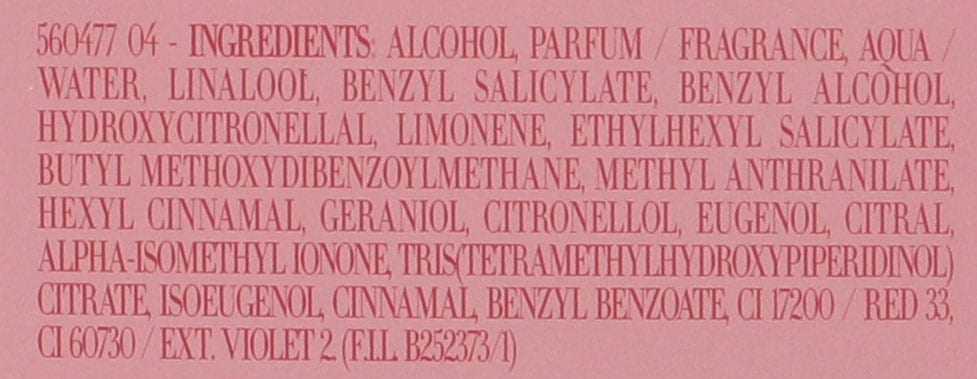 560477 04 - INGREDIENTS: ALCOHOL, PARFUM / FRAGRANCE, AQUA /
WATER, LINALOOL, BENZYL SALICYLATE, BENZYL ALCOHOL,
HYDROXYCITRONELLAL, LIMONENE, ETHYLHEXYL SALICYLATE,
BUTYL METHOXYDIBENZOYLMETHANE, METHYL ANTHRANILATE,
HEXYL CINNAMAL, GERANIOL, CITRONELLOL, EUGENOL, CITRAL,
ALPHA-ISOMETHYL IONONE, TRIS(TETRAMETHYLHYDROXYPIPERIDINOL)
CITRATE, ISOEUGENOL, CINNAMAL, BENZYL BENZOATE, CI 17200 / RED 33,
CI 60730 / EXT. VIOLET 2. (F.I.L. B252373/1)